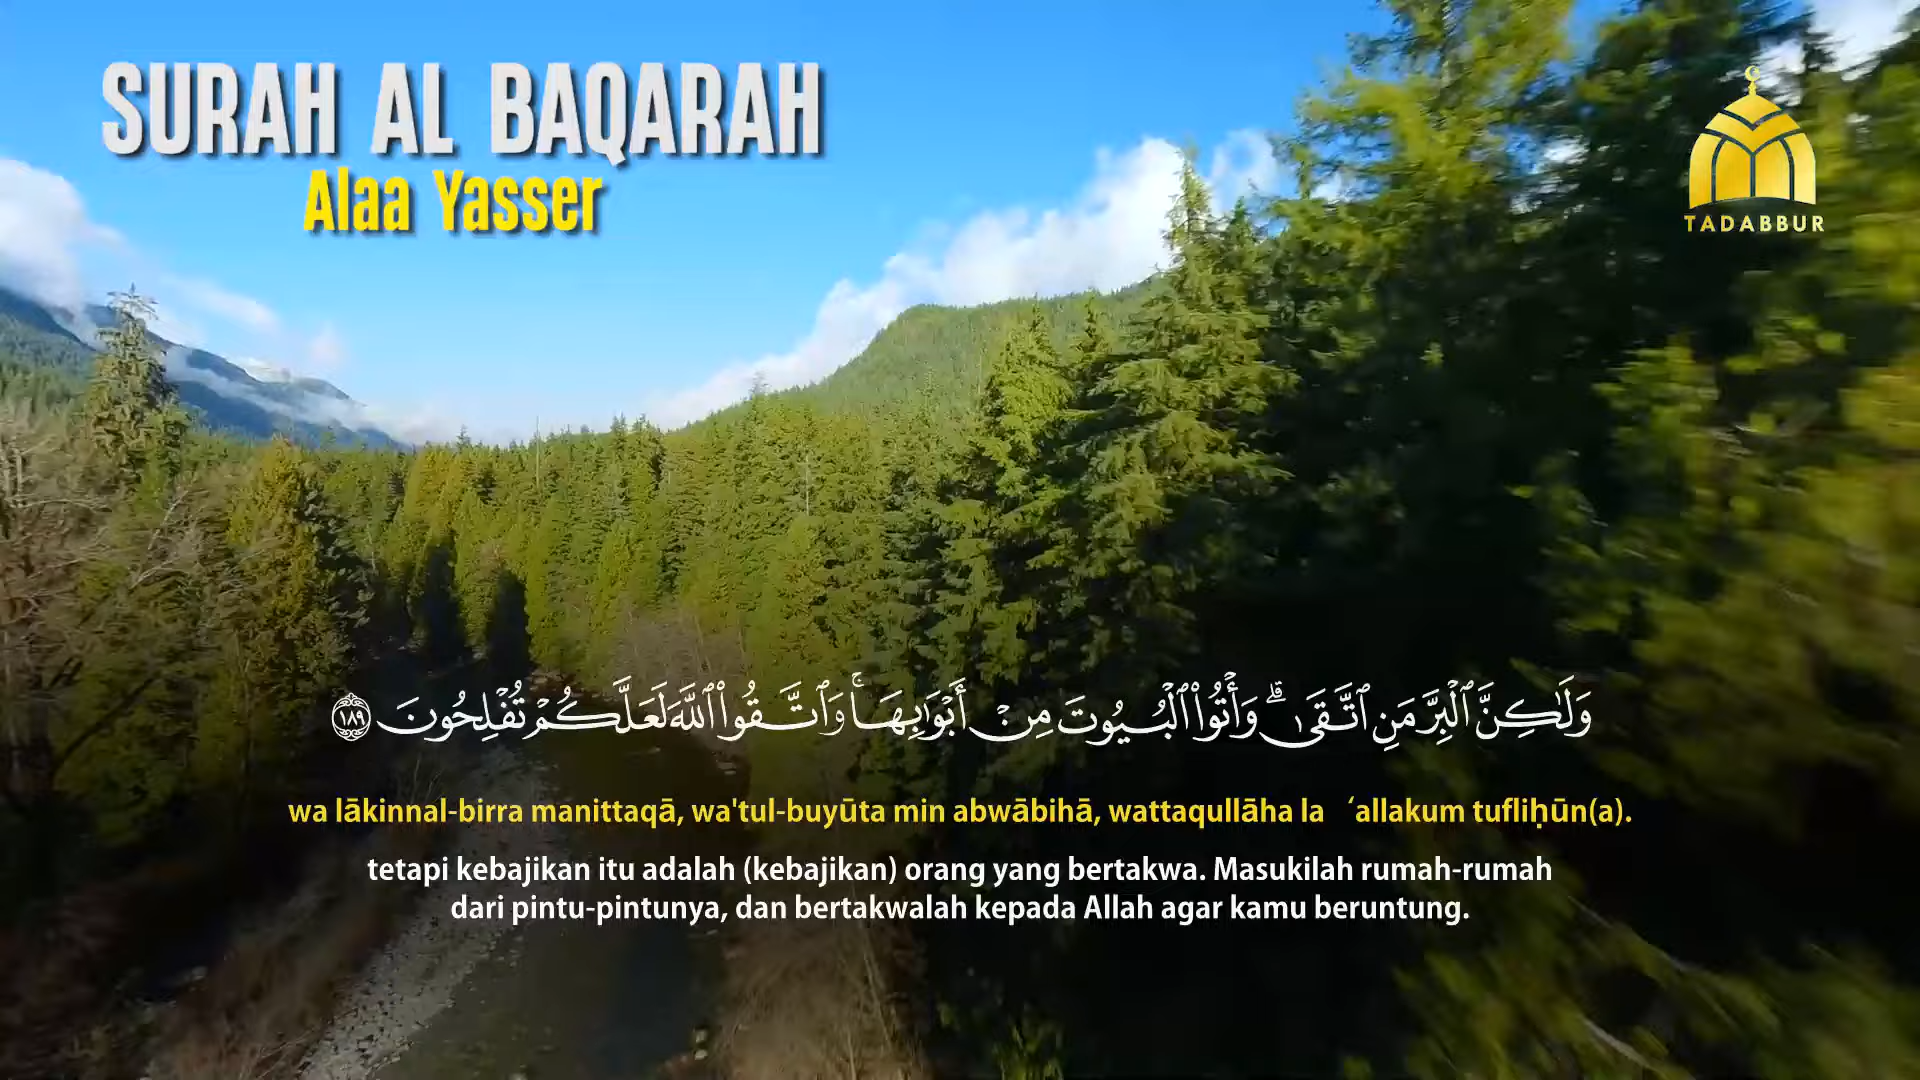 SURAH AL BAQARAH
Alaa Yasser
TADABBUR
وَلَٰكِنَّ ٱلْبِرَّ مَنِ ٱتَّقَىٰ ۗ وَأْتُوا۟ ٱلْبُيُوتَ مِنْ أَبْوَٰبِهَا ۚ وَٱتَّقُوا۟ ٱللَّهَ لَعَلَّكُمْ تُفْلِحُونَ ١٨٩
wa lākinnal-birra manittaqā, wa'tul-buyūta min abwābihā, wattaqullāha la ‘allakum tufliḥūn(a).
tetapi kebajikan itu adalah (kebajikan) orang yang bertakwa. Masukilah rumah-rumah
dari pintu-pintunya, dan bertakwalah kepada Allah agar kamu beruntung.